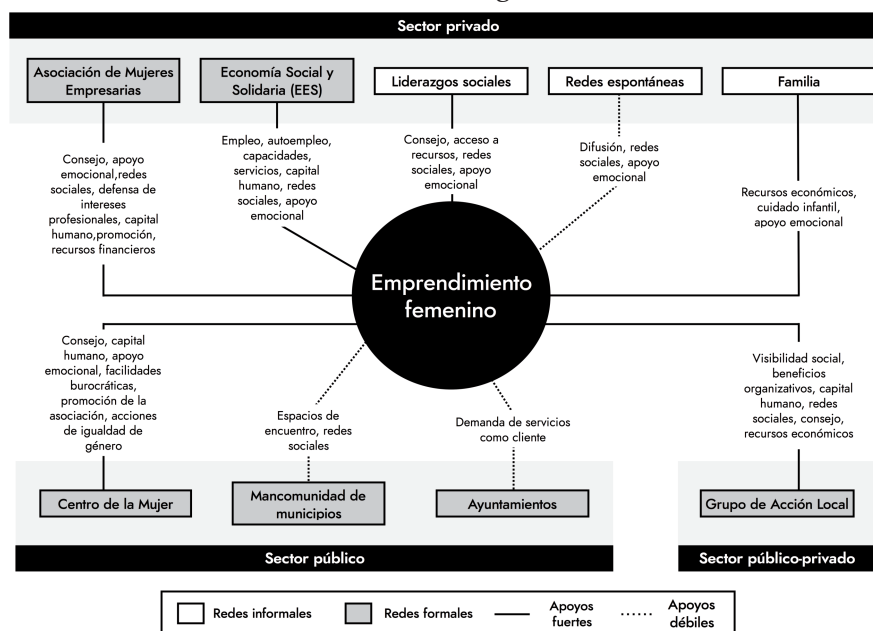 Sector privado
Asociación de Mujeres
Empresarias
Economía Social y
Solidaria (EES)
Liderazgos sociales
Redes espontáneas
Familia
Consejo, apoyo
emocional,redes
sociales, defensa de
intereses
profesionales, capital
humano,promoción,
recursos financieros
Empleo, autoempleo,
capacidades,
servicios, capital
humano, redes
sociales, apoyo
emocional
Consejo, acceso a
recursos, redes
sociales, apoyo
emocional
Difusión, redes
sociales, apoyo
emocional
Recursos económicos,
cuidado infantil,
apoyo emocional
Emprendimiento
femenino
Consejo, capital
humano, apoyo
emocional, facilidades
burocráticas,
promoción de la
asociación, acciones
de igualdad de
género
Espacios de
encuentro, redes
sociales
Demanda de servicios
como cliente
Visibilidad social,
beneficios
organizativos, capital
humano, redes
sociales, consejo,
recursos económicos
Centro de la Mujer
Mancomunidad de
municipios
Ayuntamientos
Grupo de Acción Local
Sector público
Sector público-privado
Redes informales
Redes formales
Apoyos
fuertes
Apoyos
débiles